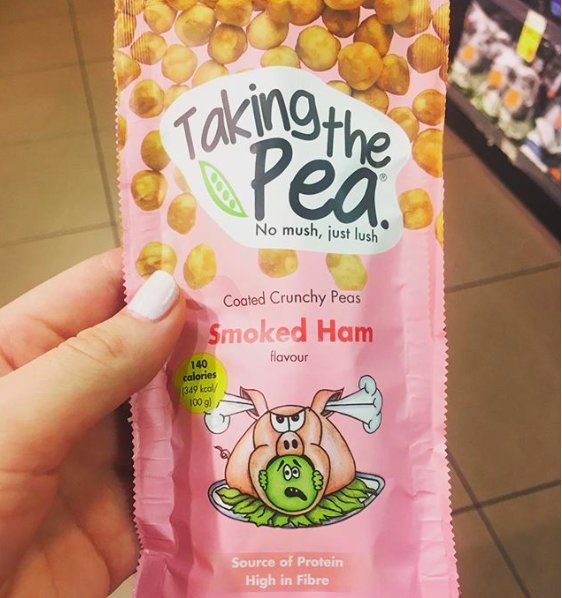 Taking the
Pea.®
No mush, just lush
Coated Crunchy Peas
Smoked Ham
flavour
140
calories
(349 kcal/
100 g)
Source of Protein
High in Fibre